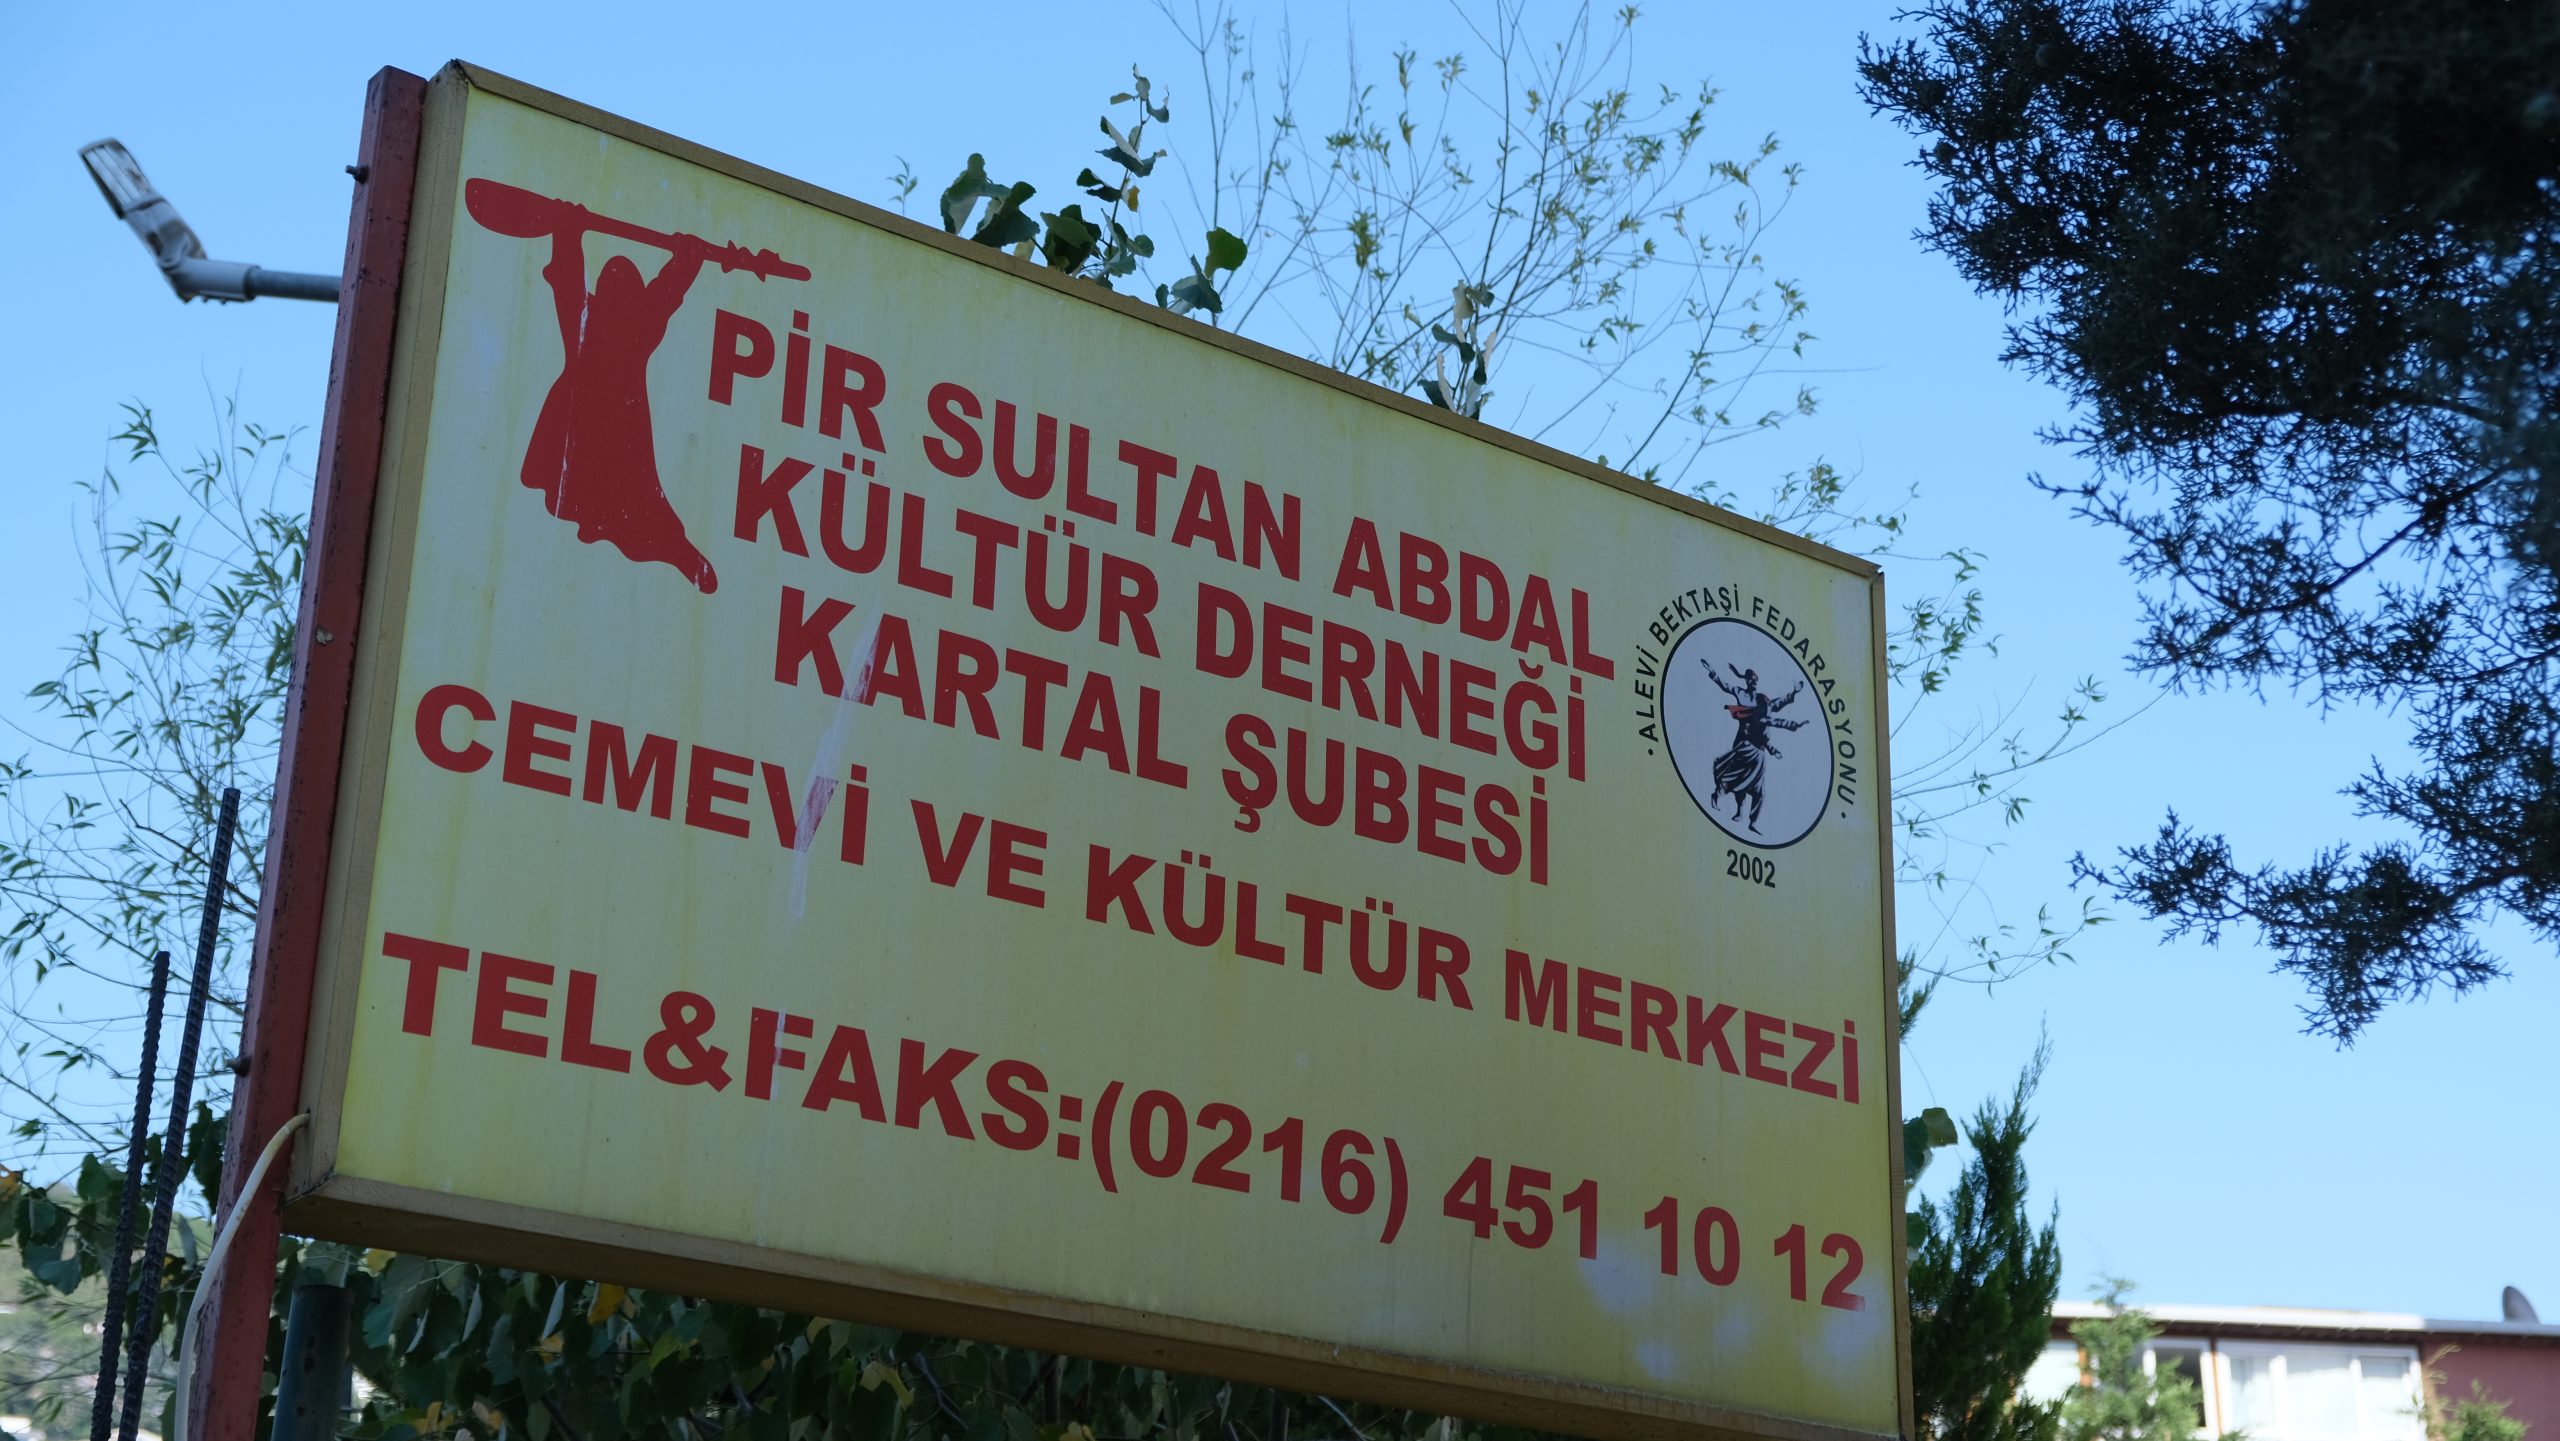 PİR SULTAN ABDAL
KÜLTÜR DERNEĞİ
KARTAL ŞUBESİ
CEMEVİ VE KÜLTÜR MERKEZİ
TEL&FAKS:(0216) 451 10 12
· ALEVİ BEKTAŞİ FEDARASYONU ·
2002